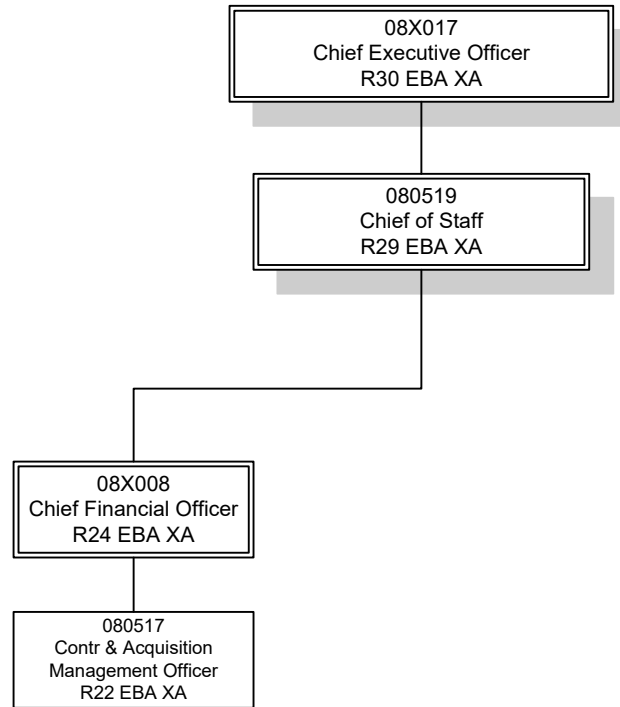 08X017
Chief Executive Officer
R30 EBA XA
080519
Chief of Staff
R29 EBA XA
08X008
Chief Financial Officer
R24 EBA XA
080517
Contr & Acquisition
Management Officer
R22 EBA XA